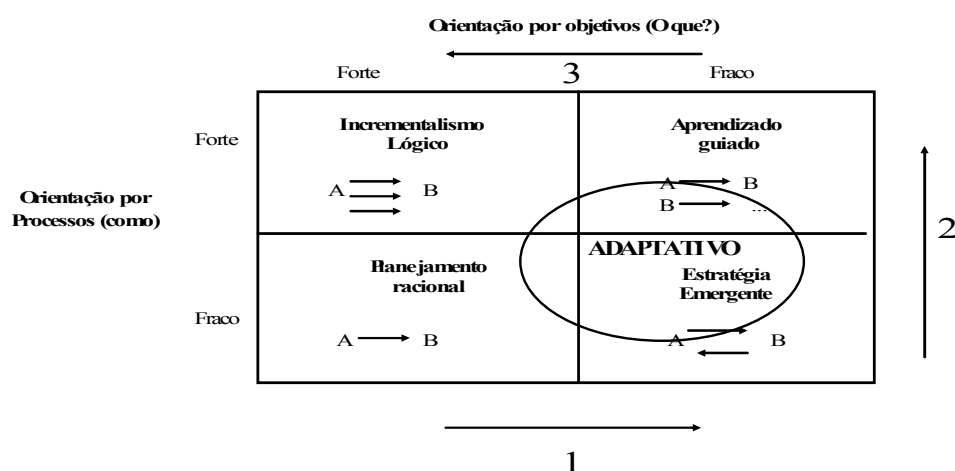 Orientação por objetivos (O que?)
Forte 3 Fraco
Forte
Incrementalismo
Lógico
Aprendizado
guiado
A B
A B
B ...
Orientação por
Processos (como)
2
ADAPTATIVO
Planejamento
racional
Estratégia
Emergente
Fraco
A B
A B
1